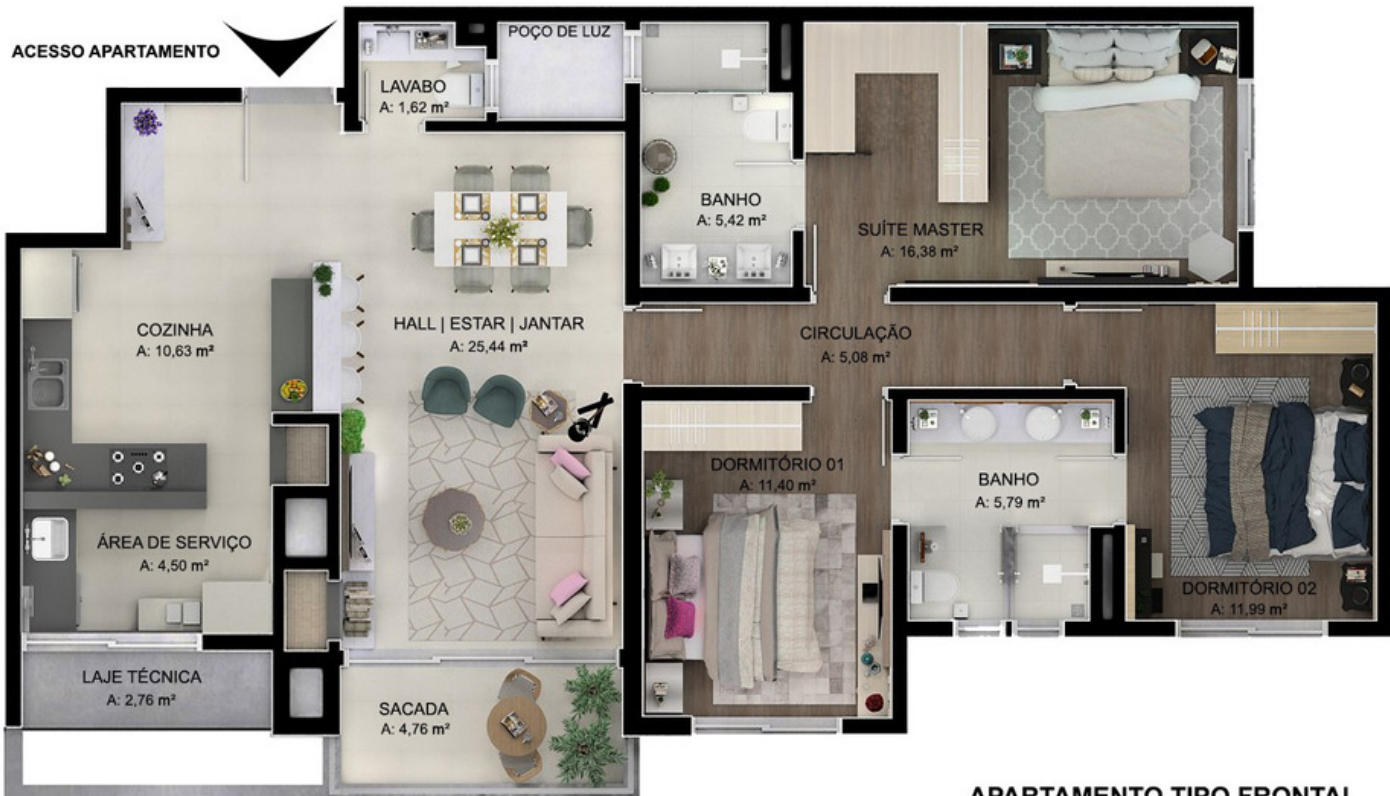 ACESSO APARTAMENTO
POÇO DE LUZ
LAVABO
A: 1,62 m²
BANHO
A: 5,42 m²
SUÍTE MASTER
A: 16,38 m²
COZINHA
A: 10,63 m²
HALL | ESTAR | JANTAR
A: 25,44 m²
CIRCULAÇÃO
A: 5,08 m²
DORMITÓRIO 01
A: 11,40 m²
BANHO
A: 5,79 m²
ÁREA DE SERVIÇO
A: 4,50 m²
DORMITÓRIO 02
A: 11,99 m²
LAJE TÉCNICA
A: 2,76 m²
SACADA
A: 4,76 m²
APARTAMENTO TIPO FRONTAL